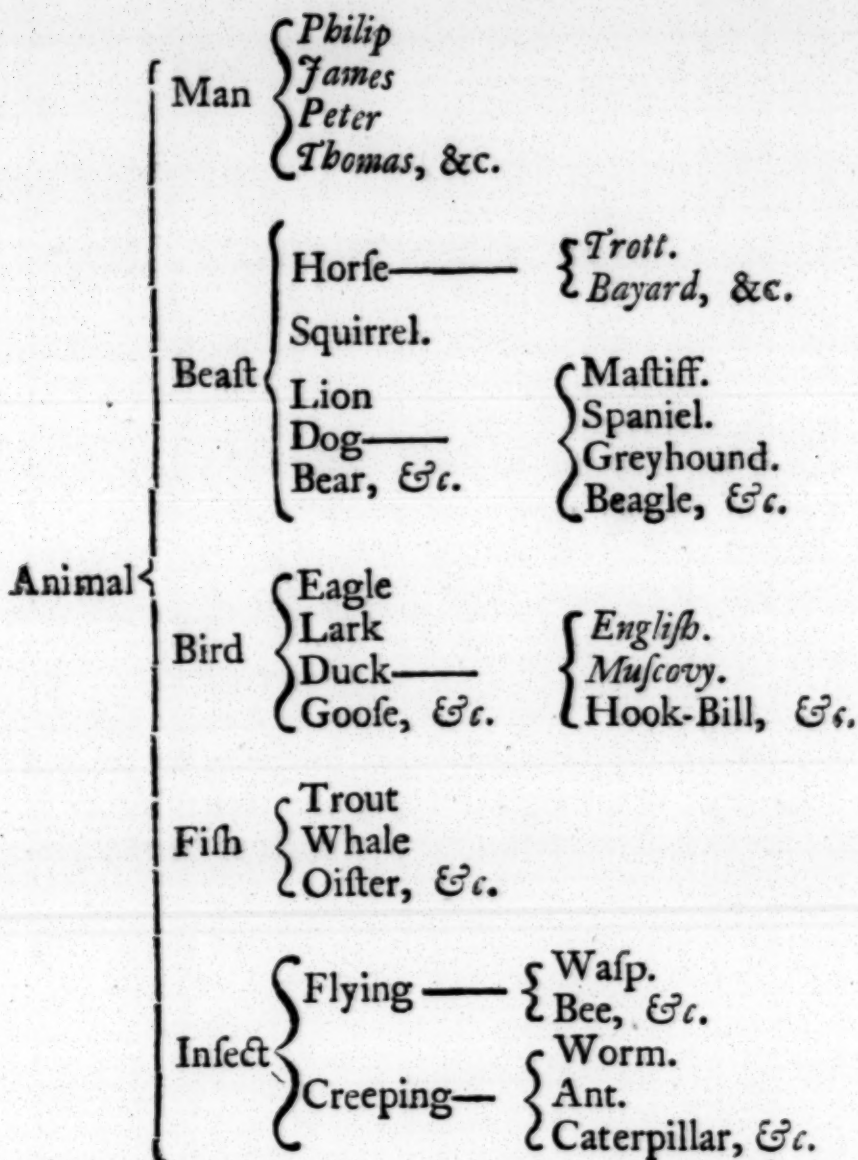 Animal
Man
Philip
James
Peter
Thomas, &c.
Beaſt
Horſe
Trott.
Bayard, &c.
Squirrel.
Lion
Dog
Bear, &c.
Maſtiff.
Spaniel.
Greyhound.
Beagle, &c.
Bird
Eagle
Lark
Duck
Gooſe, &c.
Engliſh.
Muſcovy.
Hook-Bill, &c.
Fiſh
Trout
Whale
Oiſter, &c.
Inſect
Flying
Waſp.
Bee, &c.
Creeping
Worm.
Ant.
Caterpillar, &c.